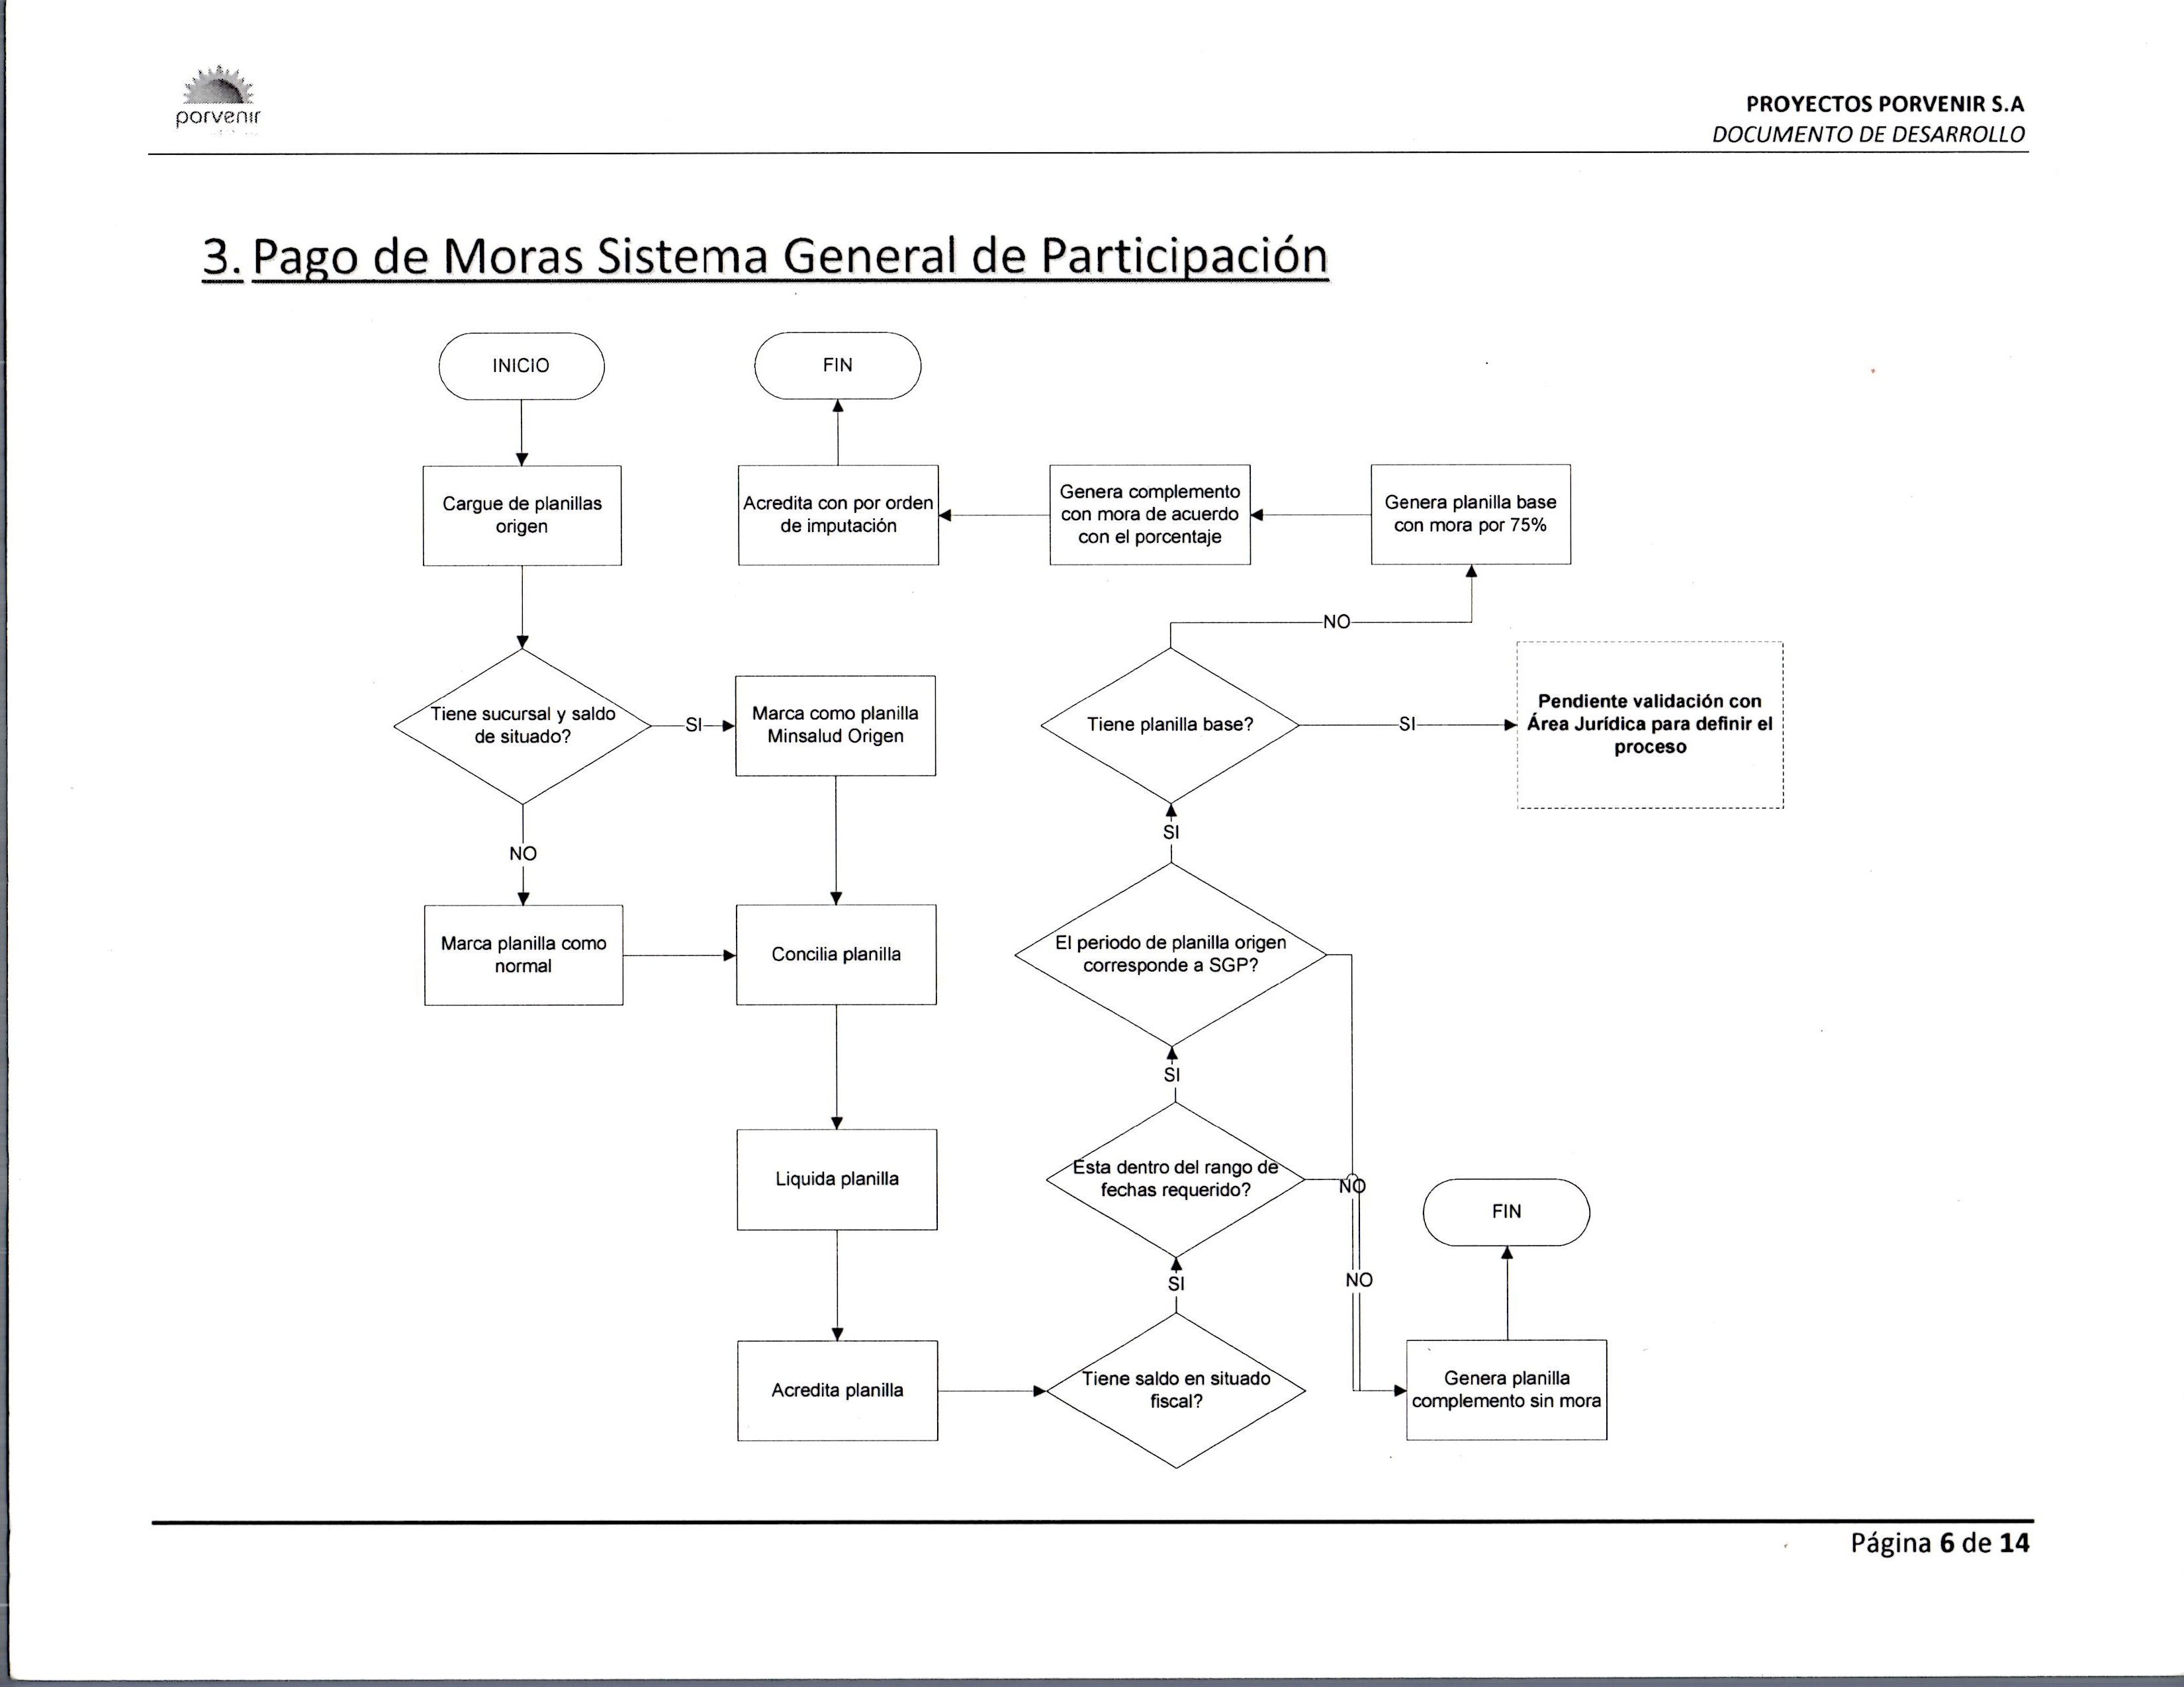 porvenir
PROYECTOS PORVENIR S.A
DOCUMENTO DE DESARROLLO
3. Pago de Moras Sistema General de Participación
INICIO
FIN
Cargue de planillas
origen
Acredita con por orden
de imputación
Genera complemento
con mora de acuerdo
con el porcentaje
Genera planilla base
con mora por 75%
NO
Tiene sucursal y saldo
de situado?
SI
Marca como planilla
Minsalud Origen
Tiene planilla base?
SI
Pendiente validación con
Área Jurídica para definir el
proceso
SI
NO
Marca planilla como
normal
Concilia planilla
El periodo de planilla origen
corresponde a SGP?
SI
Liquida planilla
Esta dentro del rango de
fechas requerido?
NO
FIN
SI
NO
Acredita planilla
Tiene saldo en situado
fiscal?
Genera planilla
complemento sin mora
Página 6 de 14